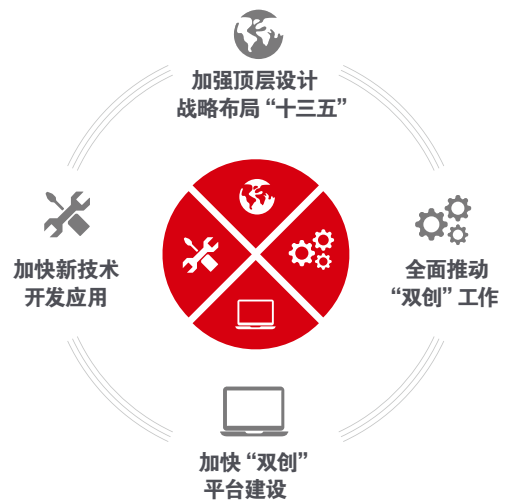 加强顶层设计
战略布局“十三五”
加快新技术
开发应用
全面推动
“双创”工作
加快“双创”
平台建设